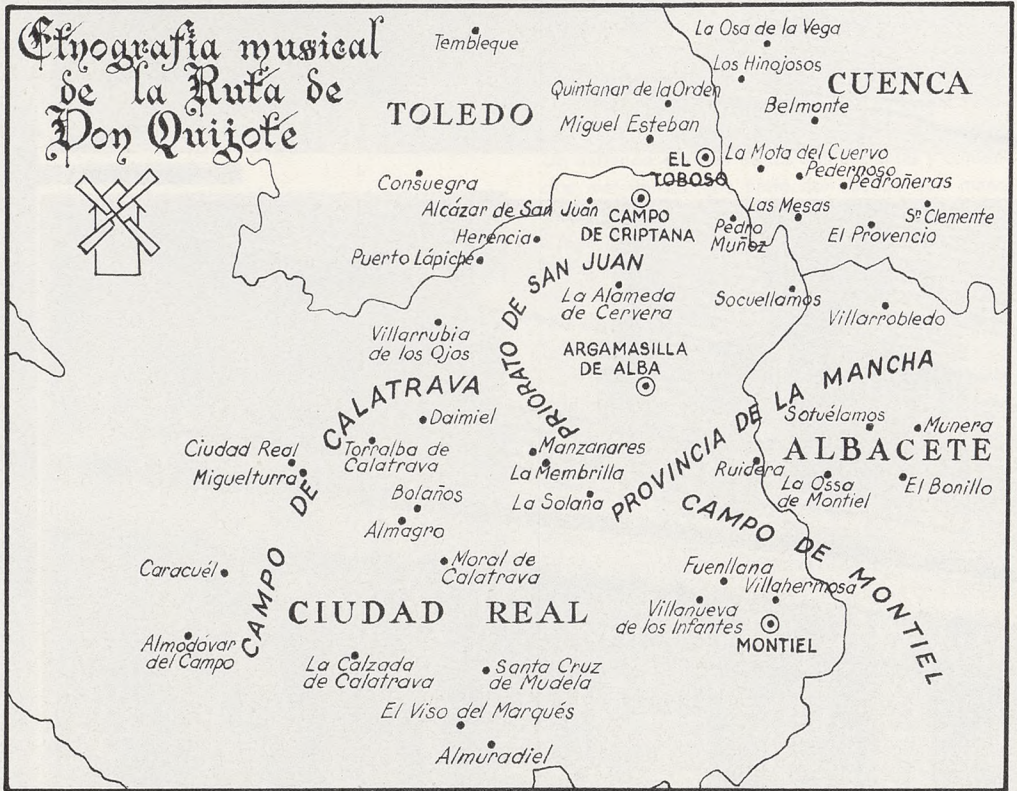 Etnografía musical
de la Ruta de
Don Quijote
Tembleque
La Osa de la Vega
Los Hinojosos
CUENCA
Quintanar de la Orden
Belmonte
TOLEDO
Miguel Esteban
EL
TOBOSO
La Mota del Cuervo
Pedernoso
Pedroñeras
Consuegra
Alcázar de San Juan
CAMPO
DE CRIPTANA
Las Mesas
Sn Clemente
Pedro
Muñoz
El Provencio
Herencia
Puerto Lápiche
PRIORATO DE SAN JUAN
La Alameda
de Cervera
Socuellamos
Villarrobledo
Villarrubia
de los Ojos
ARGAMASILLA
DE ALBA
CAMPO DE CALATRAVA
PROVINCIA DE LA MANCHA
Daimiel
Sotuélamos
Munera
Ciudad Real
Torralba de
Calatrava
Manzanares
ALBACETE
Miguelturra
La Membrilla
Ruidera
La Ossa
de Montiel
El Bonillo
Bolaños
La Solana
CAMPO DE MONTIEL
Almagro
Caracuél
Moral de
Calatrava
Fuenllana
Villahermosa
CIUDAD REAL
Villanueva
de los Infantes
MONTIEL
Almodóvar
del Campo
La Calzada
de Calatrava
Santa Cruz
de Mudela
El Viso del Marqués
Almuradiel